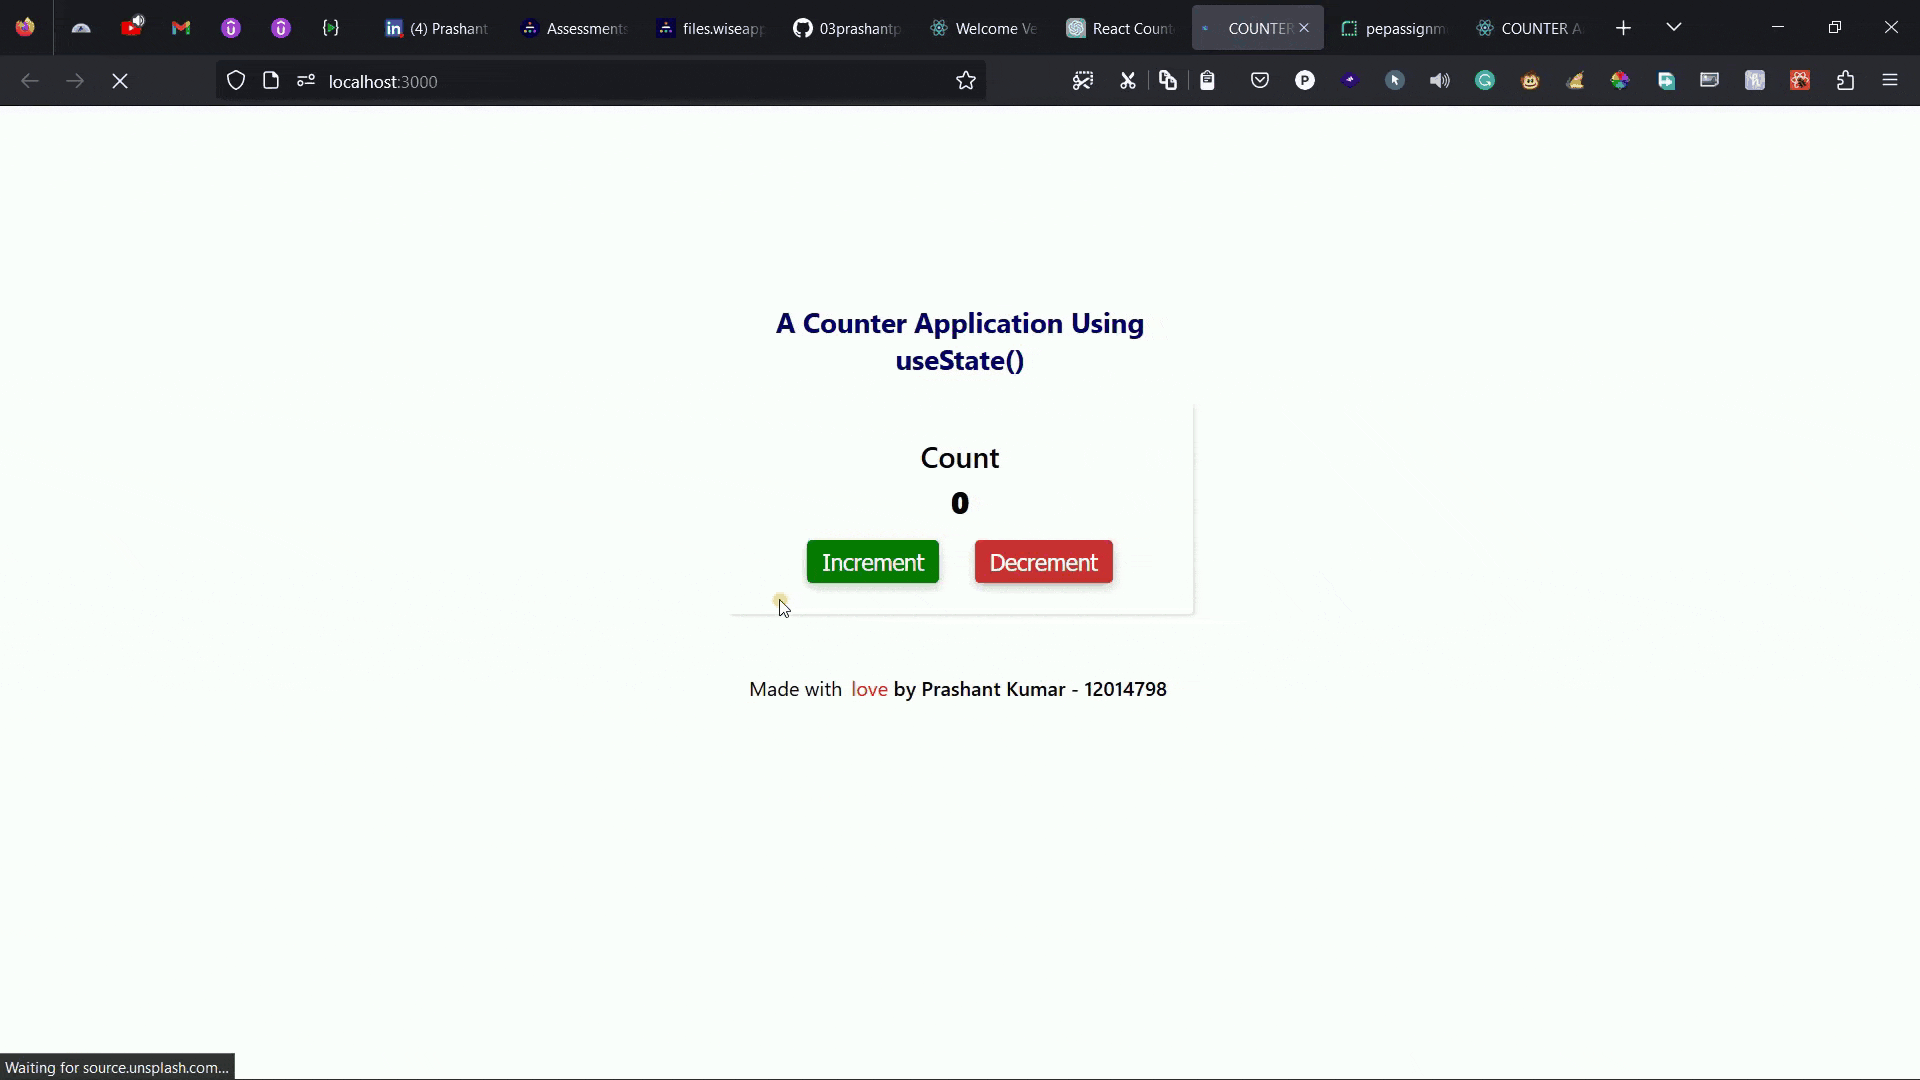 (4) Prashant
Assessments
files.wiseapp
03prashantp
Welcome Ve
React Count
COUNTER
pepassignm
COUNTER A
localhost:3000
A Counter Application Using
useState()
Count
0
Increment Decrement
Made with love by Prashant Kumar - 12014798
Waiting for source.unsplash.com...